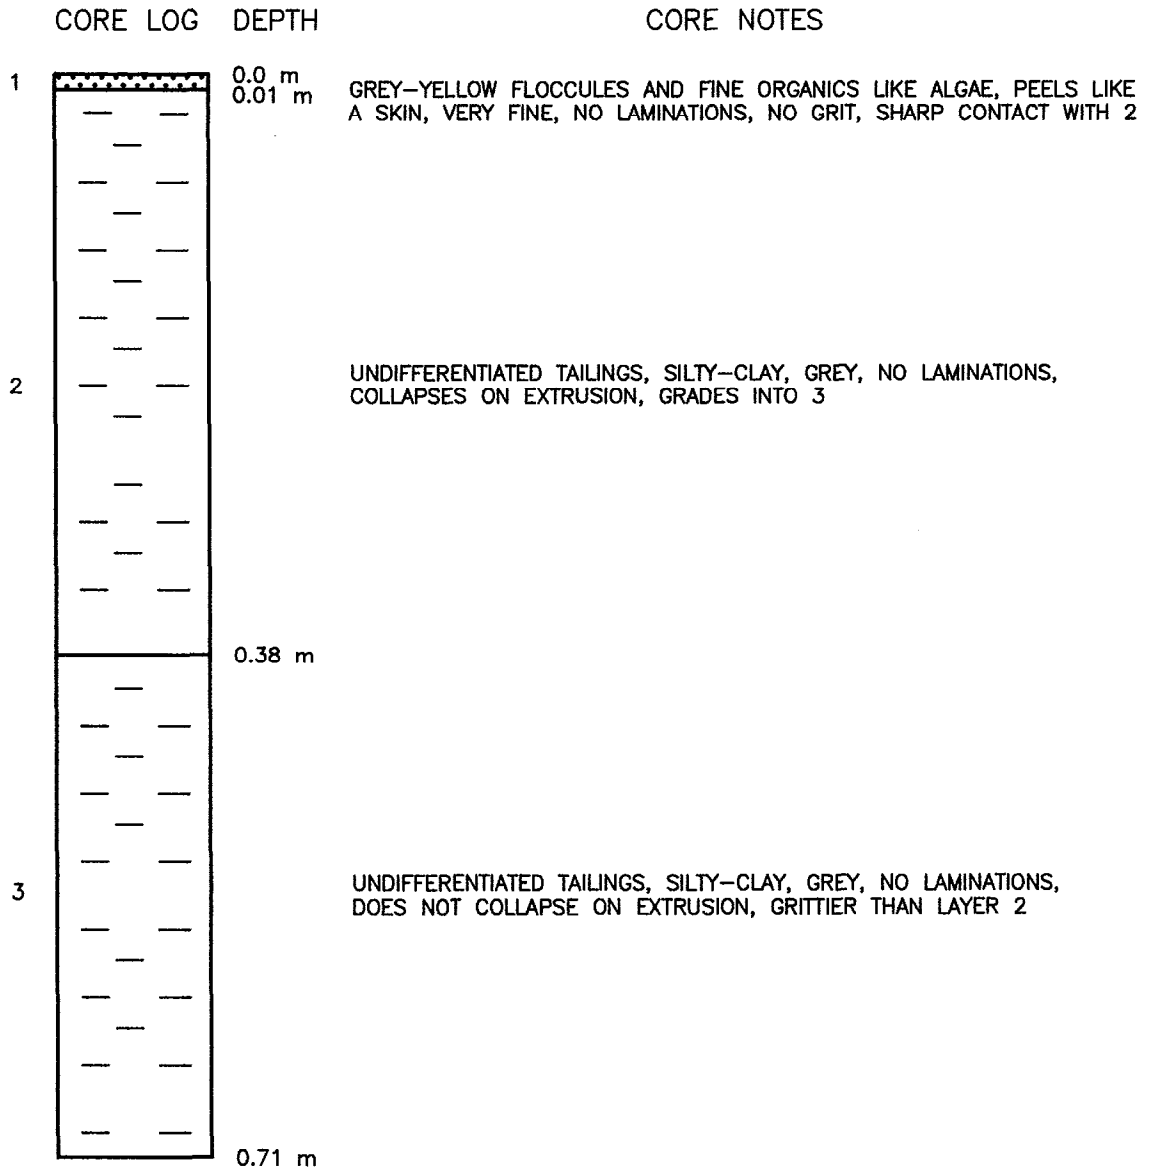 CORE LOG DEPTH CORE NOTES
1 0.0 m
0.01 m
GREY-YELLOW FLOCCULES AND FINE ORGANICS LIKE ALGAE, PEELS LIKE
A SKIN, VERY FINE, NO LAMINATIONS, NO GRIT, SHARP CONTACT WITH 2
2 UNDIFFERENTIATED TAILINGS, SILTY-CLAY, GREY, NO LAMINATIONS,
COLLAPSES ON EXTRUSION, GRADES INTO 3
0.38 m
3 UNDIFFERENTIATED TAILINGS, SILTY-CLAY, GREY, NO LAMINATIONS,
DOES NOT COLLAPSE ON EXTRUSION, GRITTIER THAN LAYER 2
0.71 m